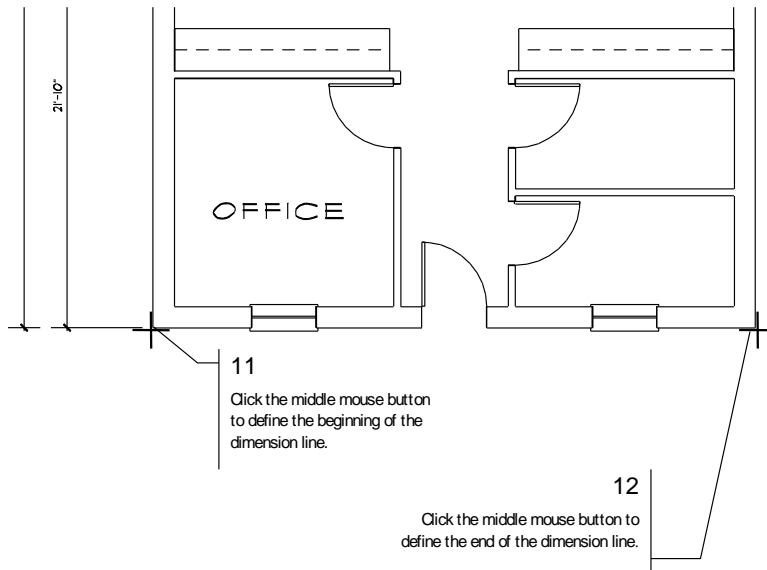 21'-10"
OFFICE
11
Click the middle mouse button
to define the beginning of the
dimension line.
12
Click the middle mouse button to
define the end of the dimension line.